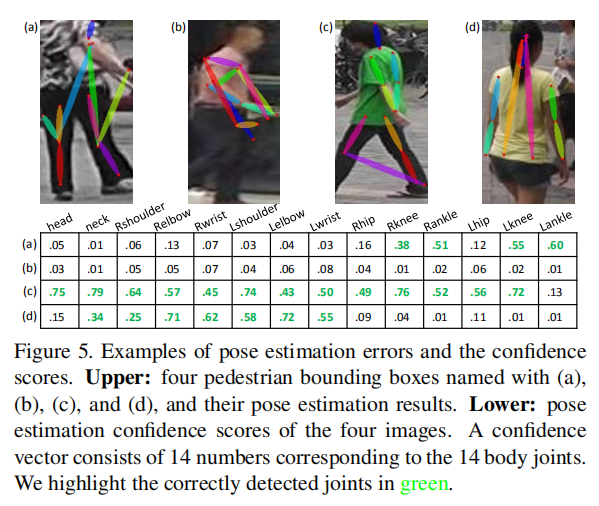 (a) (b) (c) (d)
head neck Rshoulder Relbow Rwrist Lshoulder Lelbow Lwrist Rhip Rknee Rankle Lhip Lknee Lankle
(a) .05 .01 .06 .13 .07 .03 .04 .03 .16 .38 .51 .12 .55 .60
(b) .03 .01 .05 .05 .07 .04 .06 .08 .04 .01 .02 .06 .02 .01
(c) .75 .79 .64 .57 .45 .74 .43 .50 .49 .76 .52 .56 .72 .13
(d) .15 .34 .25 .71 .62 .58 .72 .55 .09 .04 .01 .11 .01 .01
Figure 5. Examples of pose estimation errors and the confidence
scores. Upper: four pedestrian bounding boxes named with (a),
(b), (c), and (d), and their pose estimation results. Lower: pose
estimation confidence scores of the four images. A confidence
vector consists of 14 numbers corresponding to the 14 body joints.
We highlight the correctly detected joints in green.